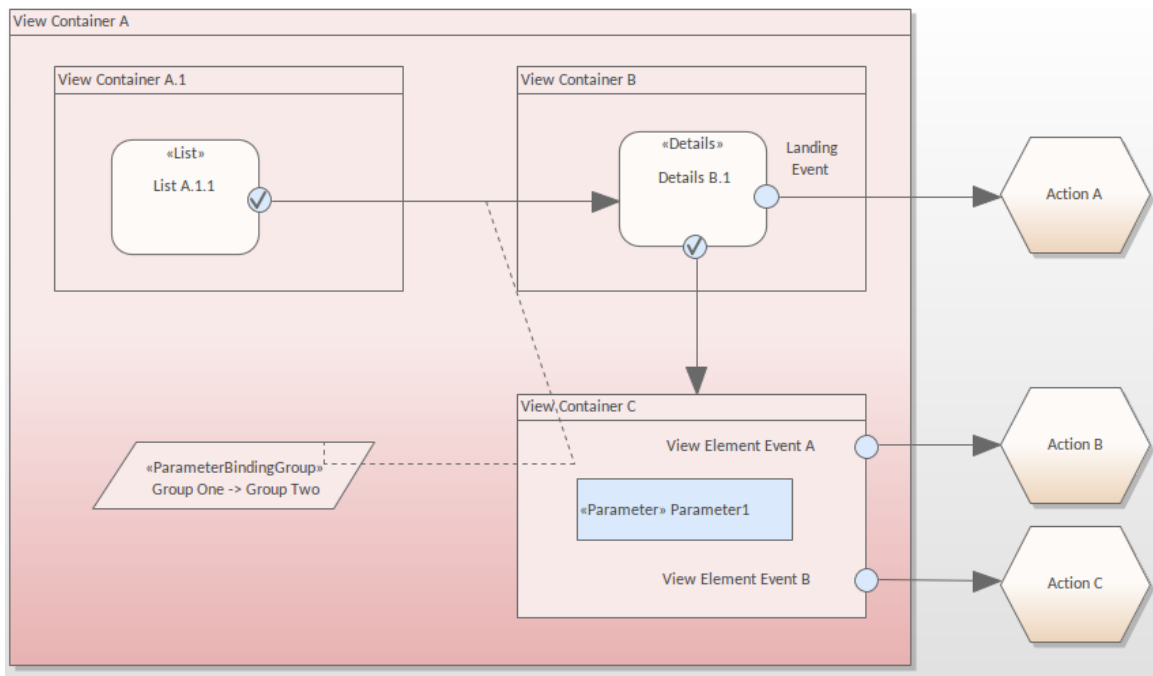 View Container A
View Container A.1
View Container B
«List»
List A.1.1
«Details»
Details B.1
Landing
Event
Action A
View Container C
View Element Event A
Action B
«ParameterBindingGroup»
Group One -> Group Two
«Parameter» Parameter1
View Element Event B
Action C